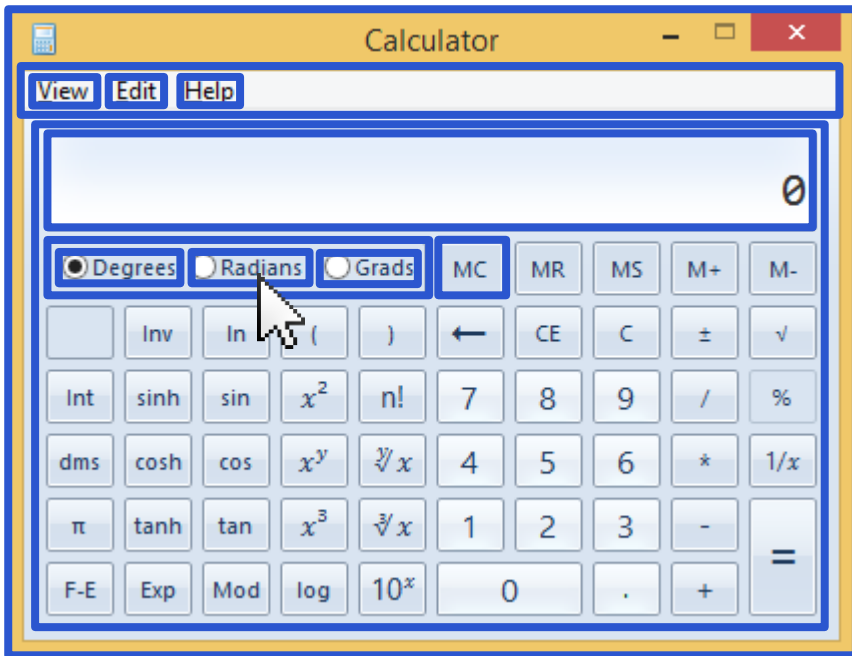 Calculator
View Edit Help
0
Degrees Radians Grads MC MR MS M+ M-
Inv In ( ) ← CE C ± √
Int sinh sin x² n! 7 8 9 / %
dms cosh cos xʸ ʸ√x 4 5 6 * 1/x
π tanh tan x³ ³√x 1 2 3 - =
F-E Exp Mod log 10ˣ 0 . +